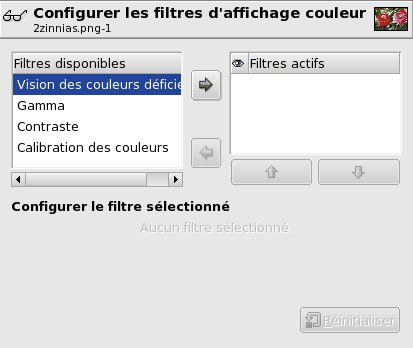 Configurer les filtres d'affichage couleur
2zinnias.png-1
Filtres disponibles
Vision des couleurs déficie
Gamma
Contraste
Calibration des couleurs
Filtres actifs
Configurer le filtre sélectionné
Aucun filtre sélectionné
Réinitialiser